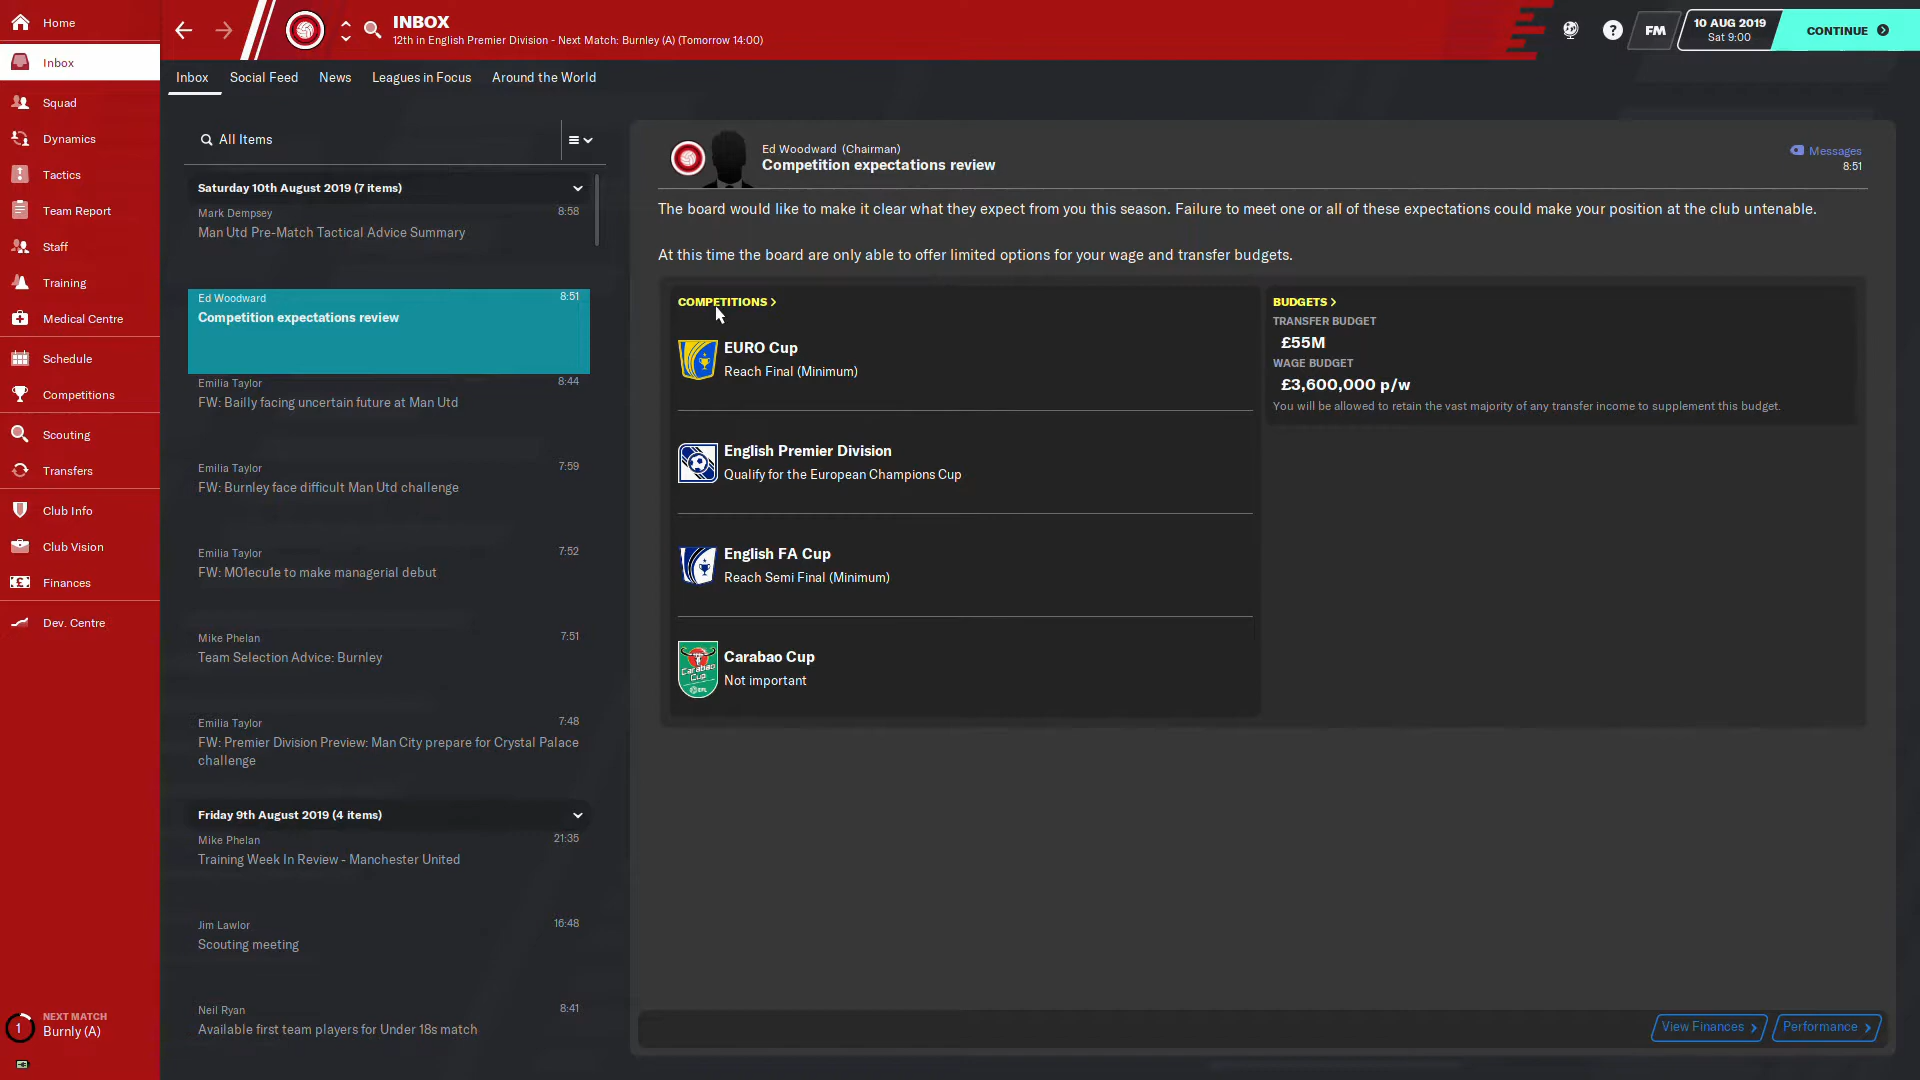 Home
Inbox
Squad
Dynamics
Tactics
Team Report
Staff
Training
Medical Centre
Schedule
Competitions
Scouting
Transfers
Club Info
Club Vision
Finances
Dev. Centre
1
NEXT MATCH
Burnly (A)
INBOX
12th in English Premier Division - Next Match: Burnley (A) (Tomorrow 14:00)
?
FM
10 AUG 2019
Sat 9:00
CONTINUE
Inbox Social Feed News Leagues in Focus Around the World
All Items
Saturday 10th August 2019 (7 items)
Mark Dempsey 8:58
Man Utd Pre-Match Tactical Advice Summary
Ed Woodward 8:51
Competition expectations review
Emilia Taylor 8:44
FW: Bailly facing uncertain future at Man Utd
Emilia Taylor 7:59
FW: Burnley face difficult Man Utd challenge
Emilia Taylor 7:52
FW: M01ecu1e to make managerial debut
Mike Phelan 7:51
Team Selection Advice: Burnley
Emilia Taylor 7:48
FW: Premier Division Preview: Man City prepare for Crystal Palace
challenge
Friday 9th August 2019 (4 items)
Mike Phelan 21:35
Training Week In Review - Manchester United
Jim Lawlor 16:48
Scouting meeting
Neil Ryan 8:41
Available first team players for Under 18s match
Ed Woodward (Chairman)
Competition expectations review
Messages
8:51
The board would like to make it clear what they expect from you this season. Failure to meet one or all of these expectations could make your position at the club untenable.
At this time the board are only able to offer limited options for your wage and transfer budgets.
COMPETITIONS >
EURO Cup
Reach Final (Minimum)
English Premier Division
Qualify for the European Champions Cup
English FA Cup
Reach Semi Final (Minimum)
Carabao Cup
EFL
Carabao Cup
Not important
BUDGETS >
TRANSFER BUDGET
£55M
WAGE BUDGET
£3,600,000 p/w
You will be allowed to retain the vast majority of any transfer income to supplement this budget.
View Finances >
Performance >